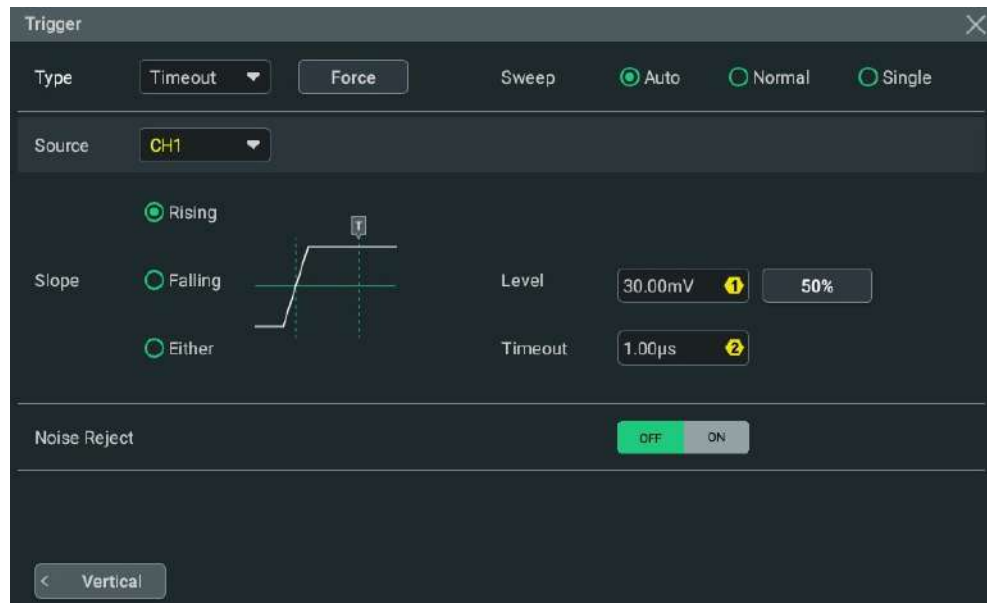 Trigger
Type Timeout Force Sweep Auto Normal Single
Source CH1
Rising
T
Slope Falling Level 30.00mV 1 50%
Either Timeout 1.00µs 2
Noise Reject OFF ON
< Vertical